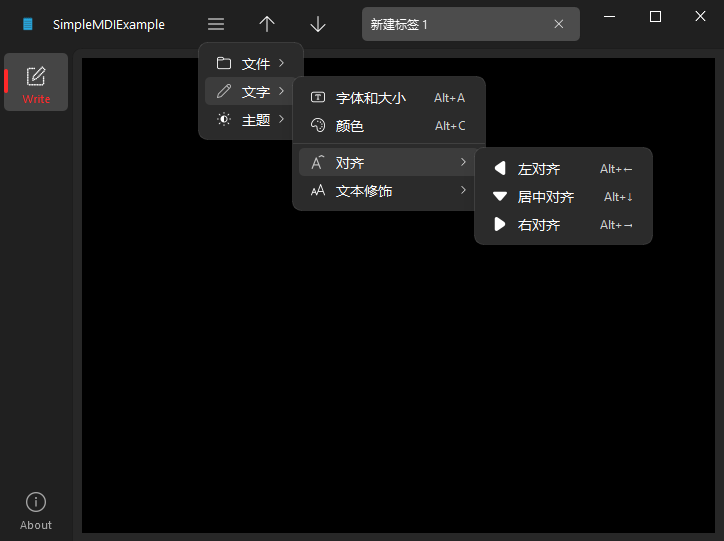 SimpleMDIExample
新建标签 1
Write
文件
文字
主题
字体和大小 Alt+A
颜色 Alt+C
对齐
文本修饰
左对齐 Alt+←
居中对齐 Alt+↓
右对齐 Alt+→
About